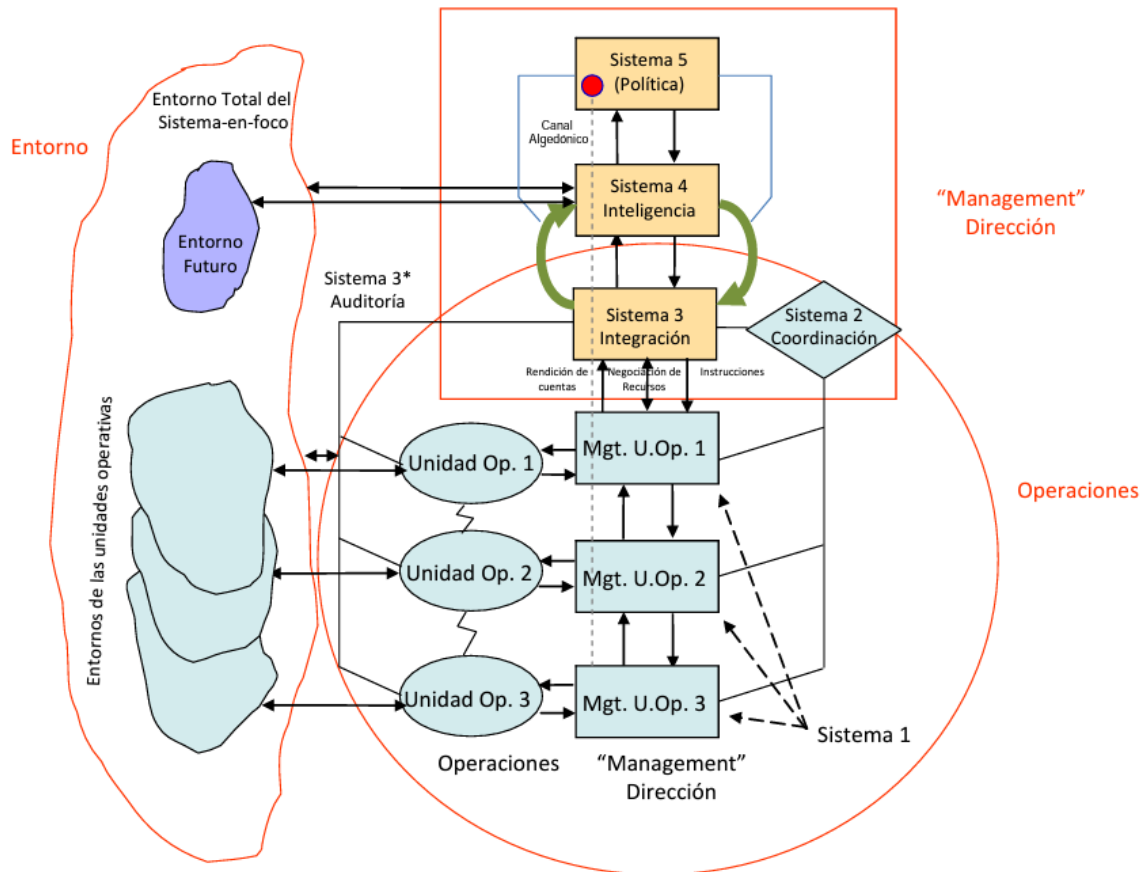 Sistema 5
(Política)
Entorno Total del
Sistema-en-foco
Canal
Algedónico
Entorno
Sistema 4
Inteligencia
“Management”
Dirección
Entorno
Futuro
Sistema 3*
Auditoría
Sistema 3
Integración
Sistema 2
Coordinación
Rendición de
cuentas
Negociación de
Recursos
Instrucciones
Entornos de las unidades operativas
Unidad Op. 1
Mgt. U.Op. 1
Operaciones
Unidad Op. 2
Mgt. U.Op. 2
Unidad Op. 3
Mgt. U.Op. 3
Sistema 1
Operaciones
“Management”
Dirección